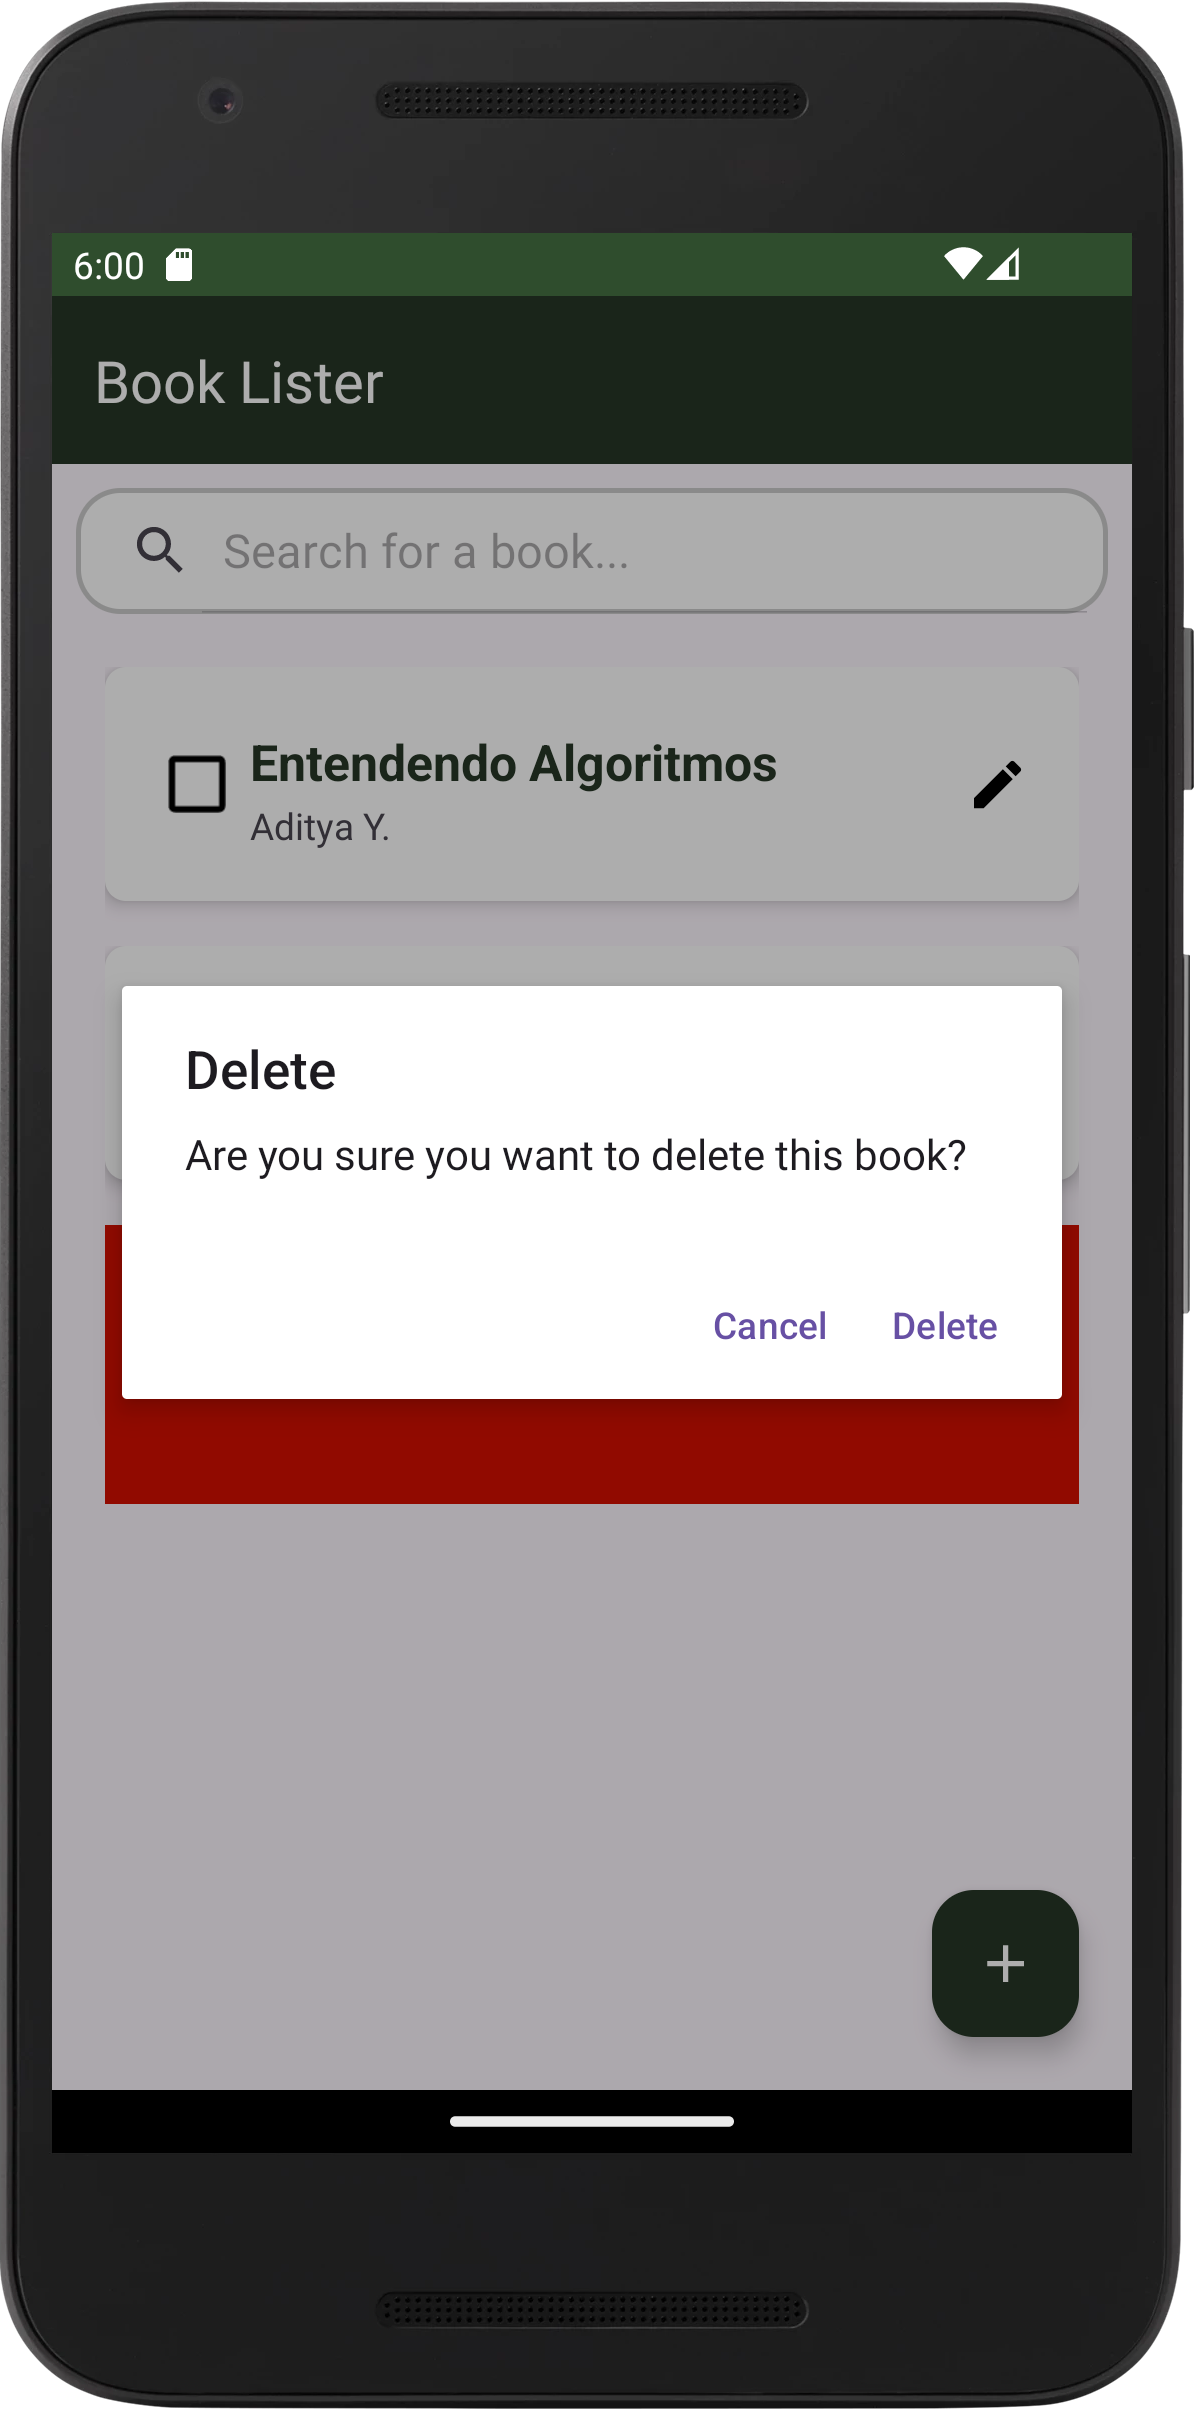 6:00
Book Lister
Search for a book...
Entendendo Algoritmos
Aditya Y.
Delete
Are you sure you want to delete this book?
Cancel Delete